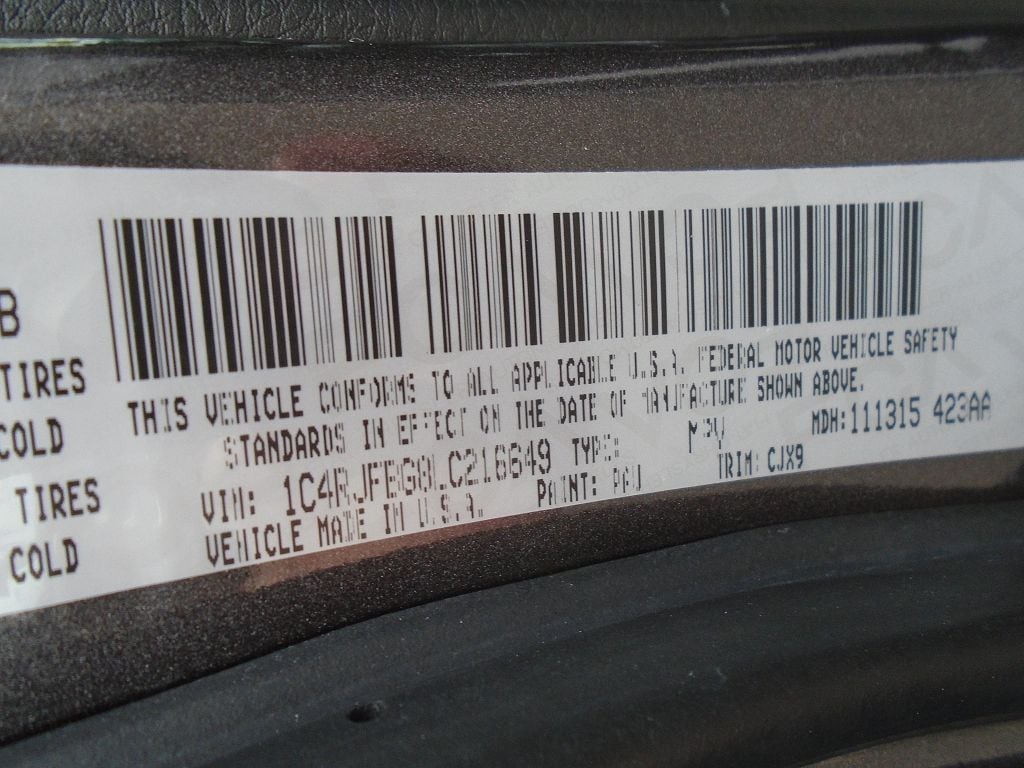 B
TIRES
COLD
TIRES
COLD
THIS VEHICLE CONFORMS TO ALL APPLICABLE U.S.A. FEDERAL MOTOR VEHICLE SAFETY
STANDARDS IN EFFECT ON THE DATE OF MANUFACTURE SHOWN ABOVE.
VIN: 1C4RJFBG8LC216649 TYPE: MPV MDH:111315 423AA
VEHICLE MADE IN U.S.A. PAINT: PAU TRIM: CJX9